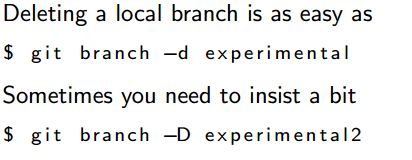 Deleting a local branch is as easy as
$ git branch –d experimental
Sometimes you need to insist a bit
$ git branch –D experimental2